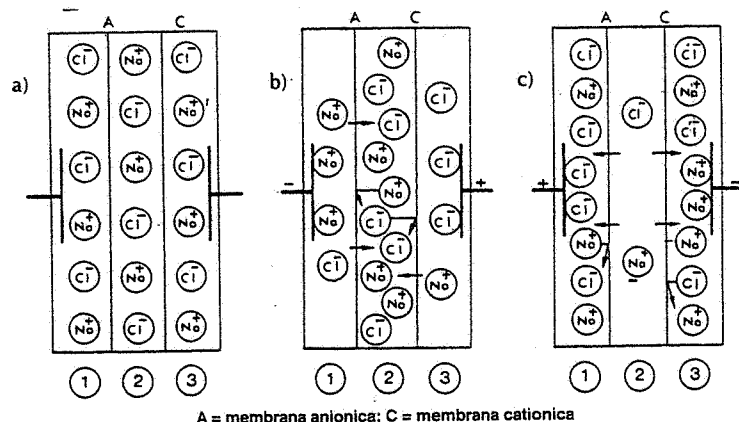 a)
A C
Cl⁻ Na⁺ Cl⁻
Na⁺ Cl⁻ Na⁺
Cl⁻ Na⁺ Cl⁻
Na⁺ Cl⁻ Na⁺
Cl⁻ Na⁺ Cl⁻
Na⁺ Cl⁻ Na⁺
1 2 3
b)
A C
Na⁺
Cl⁻ Cl⁻
Na⁺ Cl⁻
Na⁺ Na⁺ Cl⁻
− Na⁺ +
Na⁺ Cl⁻ Cl⁻
Cl⁻
Cl⁻ Na⁺ Na⁺
Na⁺
Cl⁻
1 2 3
c)
A C
Cl⁻ Cl⁻
Na⁺ Na⁺
Cl⁻
Cl⁻ Cl⁻
Cl⁻ Na⁺
+ −
Cl⁻ Na⁺
Na⁺ Na⁺
Na⁺
Cl⁻ Cl⁻
Na⁺ Na⁺
1 2 3
A = membrana anionica; C = membrana cationica